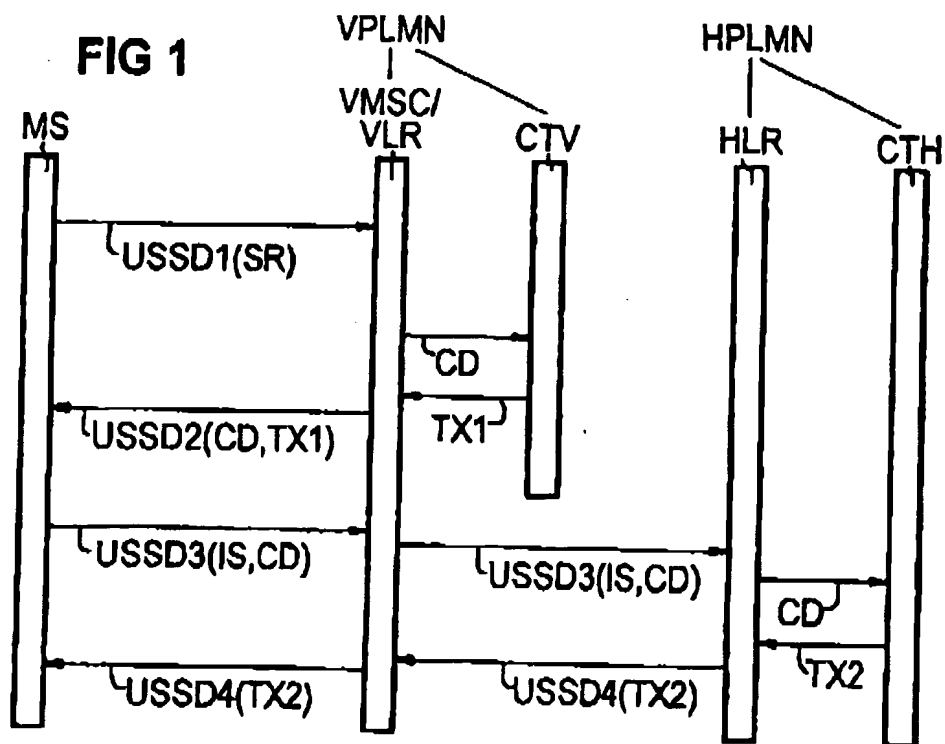 FIG 1
VPLMN
HPLMN
MS
VMSC/
VLR
CTV
HLR
CTH
USSD1(SR)
CD
TX1
USSD2(CD,TX1)
USSD3(IS,CD)
USSD3(IS,CD)
CD
TX2
USSD4(TX2)
USSD4(TX2)